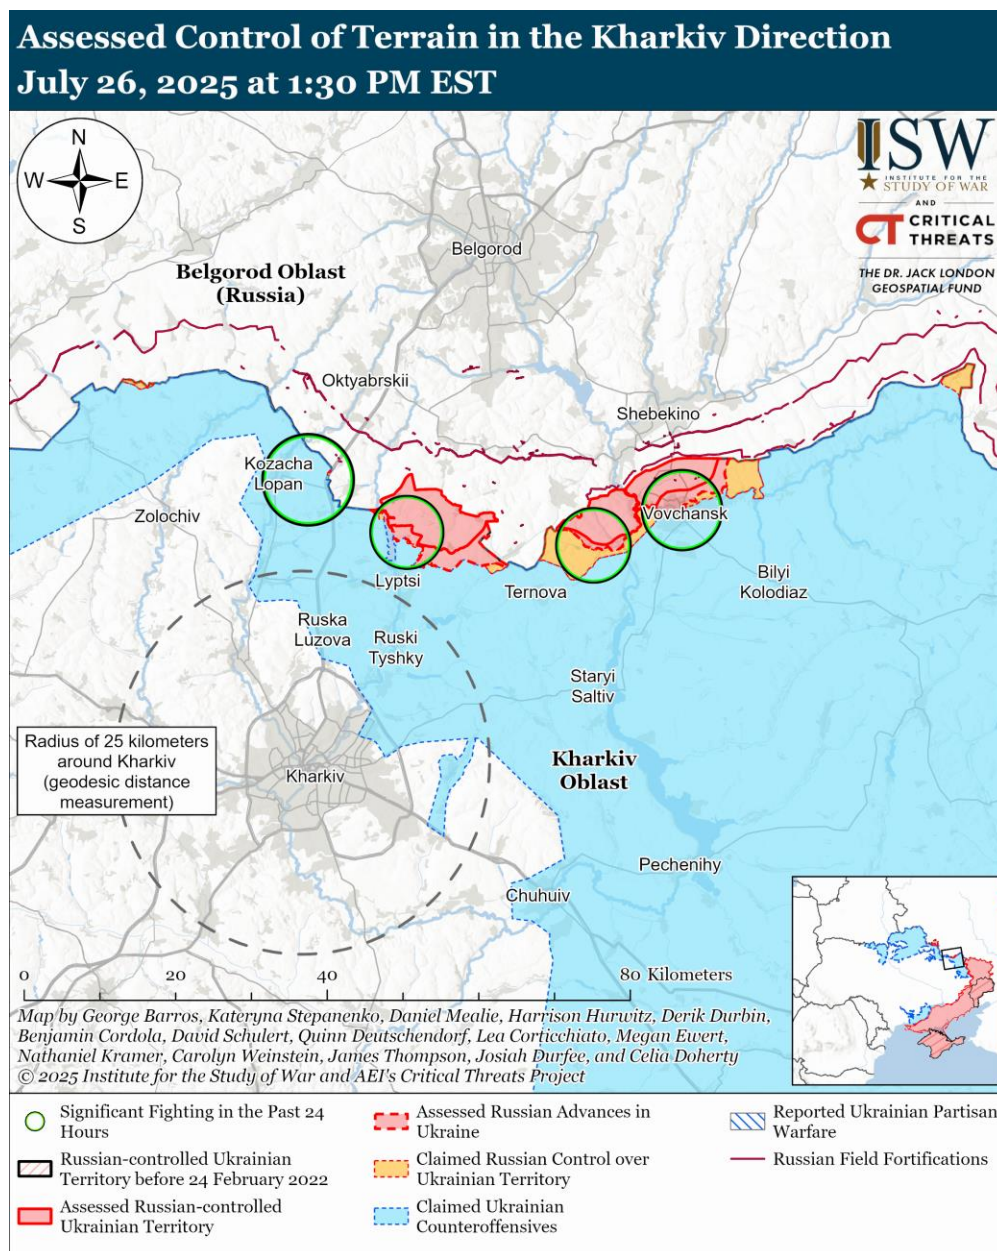 Assessed Control of Terrain in the Kharkiv Direction
July 26, 2025 at 1:30 PM EST
N
W E
S
ISW
INSTITUTE FOR THE
STUDY OF WAR
AND
CT CRITICAL
THREATS
THE DR. JACK LONDON
GEOSPATIAL FUND
Belgorod
Belgorod Oblast
(Russia)
Oktyabrskii
Shebekino
Kozacha
Lopan
Zolochiv
Vovchansk
Lyptsi
Ternova
Bilyi
Kolodiaz
Ruska
Luzova
Ruski
Tyshky
Staryi
Saltiv
Radius of 25 kilometers
around Kharkiv
(geodesic distance
measurement)
Kharkiv
Kharkiv
Oblast
Pechenihy
Chuhuiv
0 20 40 80 Kilometers
Map by George Barros, Kateryna Stepanenko, Daniel Mealie, Harrison Hurwitz, Derik Durbin,
Benjamin Cordola, David Schulert, Quinn Deutschendorf, Lea Corticchiato, Megan Ewert,
Nathaniel Kramer, Carolyn Weinstein, James Thompson, Josiah Durfee, and Celia Doherty
© 2025 Institute for the Study of War and AEI's Critical Threats Project
Significant Fighting in the Past 24
Hours
Russian-controlled Ukrainian
Territory before 24 February 2022
Assessed Russian-controlled
Ukrainian Territory
Assessed Russian Advances in
Ukraine
Claimed Russian Control over
Ukrainian Territory
Claimed Ukrainian
Counteroffensives
Reported Ukrainian Partisan
Warfare
Russian Field Fortifications